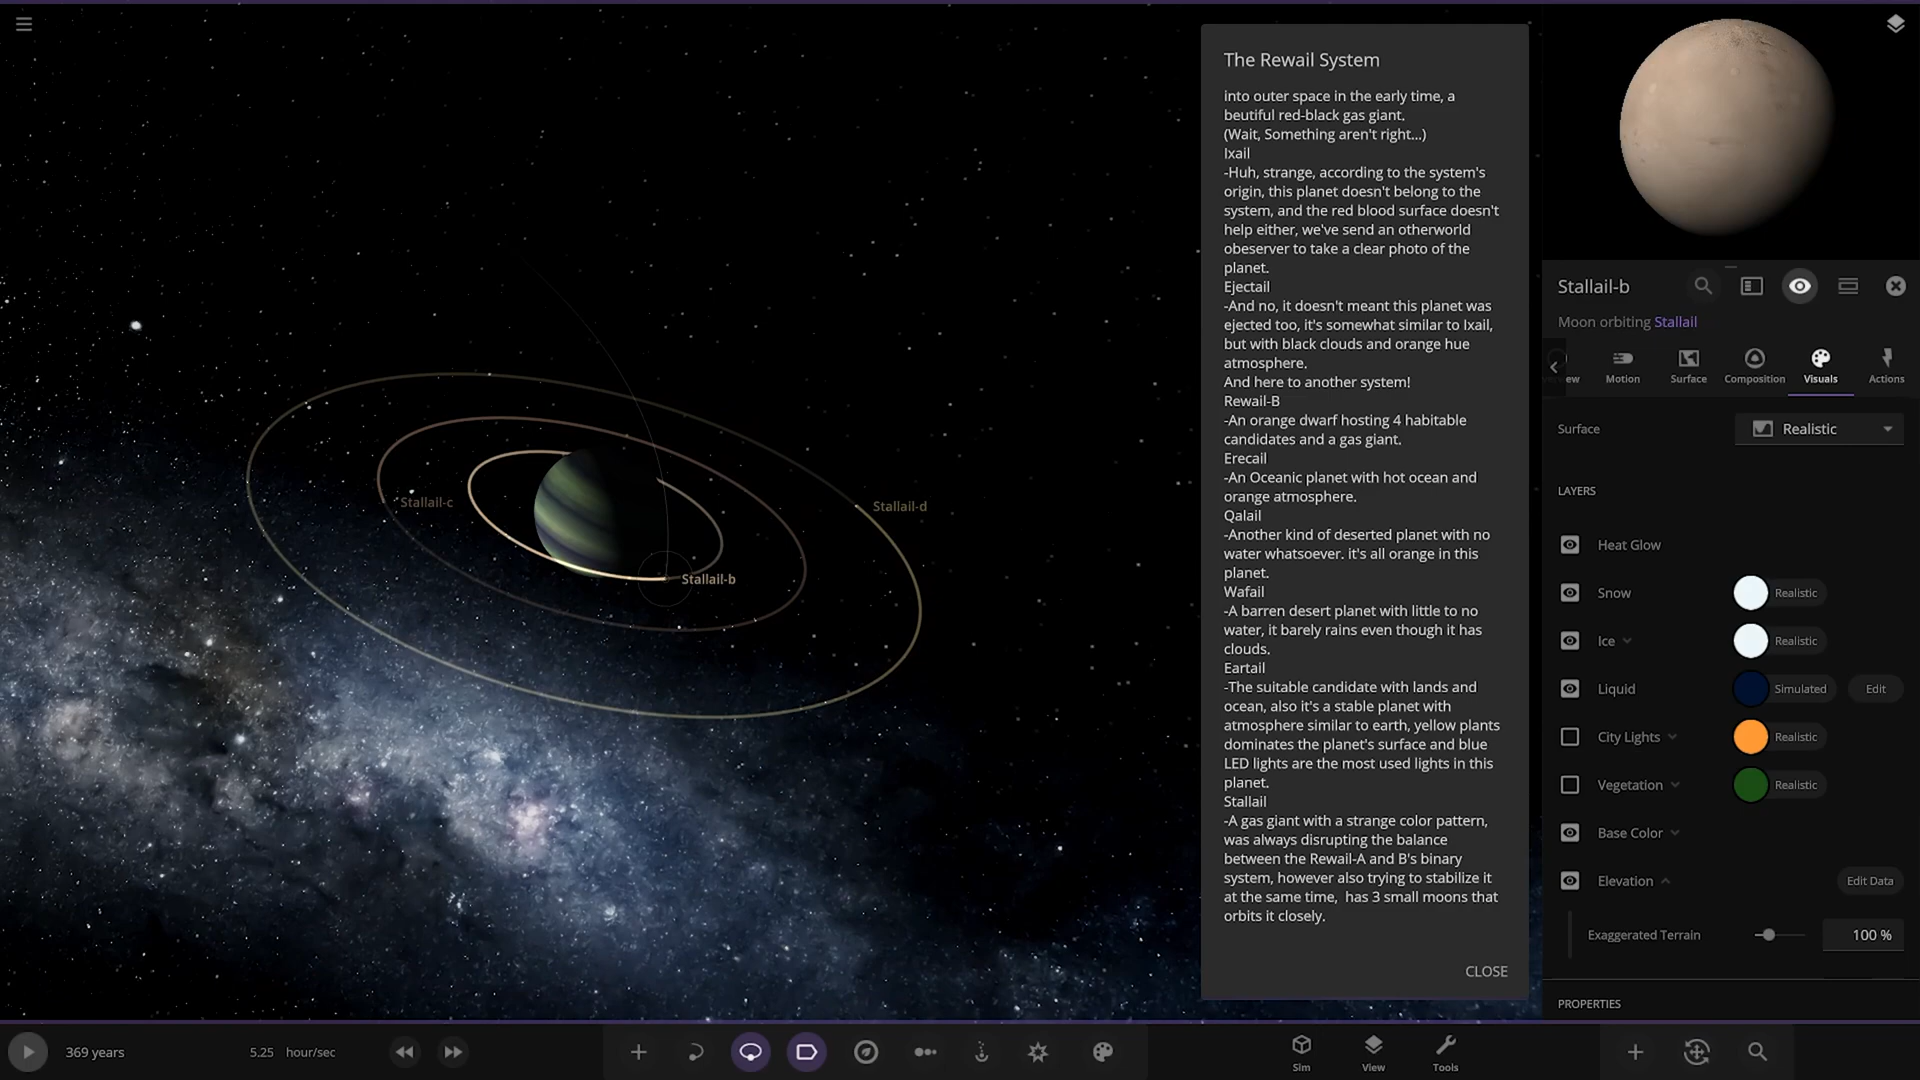 The Rewail System
into outer space in the early time, a
beutiful red-black gas giant.
(Wait, Something aren't right...)
Ixail
-Huh, strange, according to the system's
origin, this planet doesn't belong to the
system, and the red blood surface doesn't
help either, we've send an otherworld
obeserver to take a clear photo of the
planet.
Ejectail
-And no, it doesn't meant this planet was
ejected too, it's somewhat similar to Ixail,
but with black clouds and orange hue
atmosphere.
And here to another system!
Rewail-B
-An orange dwarf hosting 4 habitable
candidates and a gas giant.
Erecail
-An Oceanic planet with hot ocean and
orange atmosphere.
Qalail
-Another kind of deserted planet with no
water whatsoever. it's all orange in this
planet.
Wafail
-A barren desert planet with little to no
water, it barely rains even though it has
clouds.
Eartail
-The suitable candidate with lands and
ocean, also it's a stable planet with
atmosphere similar to earth, yellow plants
dominates the planet's surface and blue
LED lights are the most used lights in this
planet.
Stallail
-A gas giant with a strange color pattern,
was always disrupting the balance
between the Rewail-A and B's binary
system, however also trying to stabilize it
at the same time,  has 3 small moons that
orbits it closely.
CLOSE
Stallail-c
Stallail-d
Stallail-b
Stallail-b
Moon orbiting Stallail
ew Motion Surface Composition Visuals Actions
Surface Realistic
LAYERS
Heat Glow
Snow Realistic
Ice Realistic
Liquid Simulated Edit
City Lights Realistic
Vegetation Realistic
Base Color
Elevation Edit Data
Exaggerated Terrain 100 %
PROPERTIES
369 years 5.25 hour/sec Sim View Tools